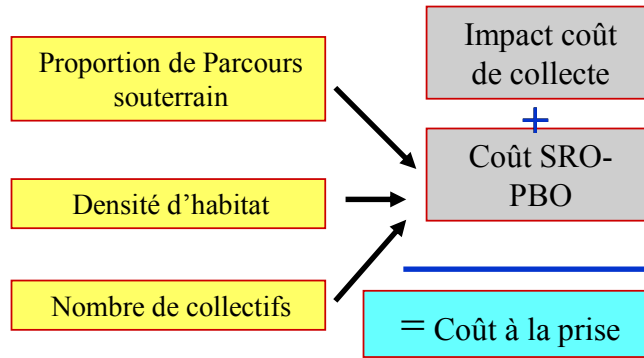 Proportion de Parcours
souterrain
Densité d’habitat
Nombre de collectifs
Impact coût
de collecte
+
Coût SRO-
PBO
= Coût à la prise